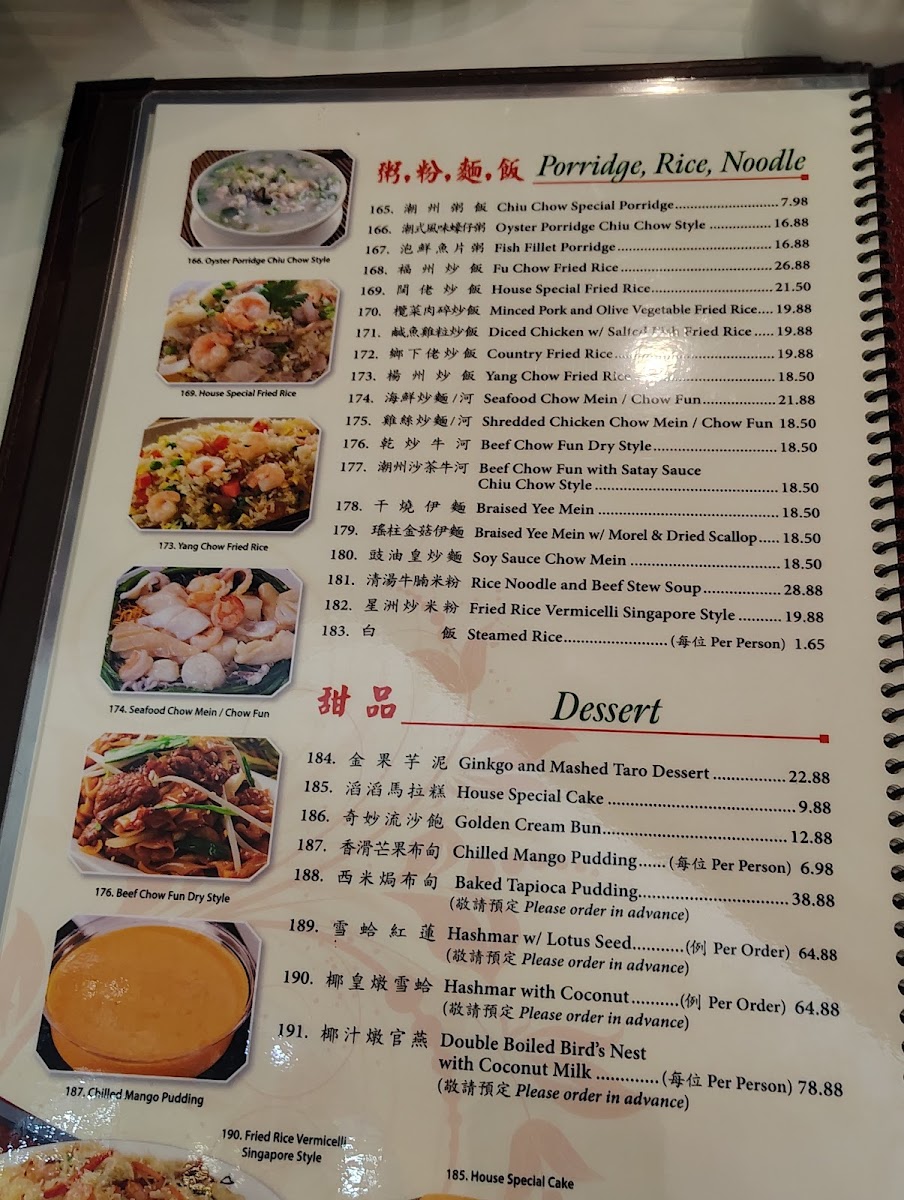 粥,粉,麵,飯 Porridge, Rice, Noodle
165. 潮州粥飯 Chiu Chow Special Porridge....7.98
166. 潮式風味蠔仔粥 Oyster Porridge Chiu Chow Style ....16.88
167. 泡鮮魚片粥 Fish Fillet Porridge....16.88
168. 福州炒飯 Fu Chow Fried Rice....26.88
169. 闊佬炒飯 House Special Fried Rice....21.50
170. 欖菜肉碎炒飯 Minced Pork and Olive Vegetable Fried Rice....19.88
171. 鹹魚雞粒炒飯 Diced Chicken w/ Salted Fish Fried Rice....19.88
172. 鄉下佬炒飯 Country Fried Rice....19.88
173. 楊州炒飯 Yang Chow Fried Rice....18.50
174. 海鮮炒麵/河 Seafood Chow Mein / Chow Fun....21.88
175. 雞絲炒麵/河 Shredded Chicken Chow Mein / Chow Fun 18.50
176. 乾炒牛河 Beef Chow Fun Dry Style....18.50
177. 潮州沙茶牛河 Beef Chow Fun with Satay Sauce
Chiu Chow Style....18.50
178. 干燒伊麵 Braised Yee Mein....18.50
179. 瑤柱金菇伊麵 Braised Yee Mein w/ Morel & Dried Scallop....18.50
180. 豉油皇炒麵 Soy Sauce Chow Mein....18.50
181. 清湯牛腩米粉 Rice Noodle and Beef Stew Soup....28.88
182. 星洲炒米粉 Fried Rice Vermicelli Singapore Style....19.88
183. 白飯 Steamed Rice....(每位 Per Person) 1.65
甜品 Dessert
184. 金果芋泥 Ginkgo and Mashed Taro Dessert....22.88
185. 滔滔馬拉糕 House Special Cake....9.88
186. 奇妙流沙飽 Golden Cream Bun....12.88
187. 香滑芒果布甸 Chilled Mango Pudding....(每位 Per Person) 6.98
188. 西米焗布甸 Baked Tapioca Pudding....38.88
(敬請預定 Please order in advance)
189. 雪蛤紅蓮 Hashmar w/ Lotus Seed....(例 Per Order) 64.88
(敬請預定 Please order in advance)
190. 椰皇燉雪蛤 Hashmar with Coconut....(例 Per Order) 64.88
(敬請預定 Please order in advance)
191. 椰汁燉官燕 Double Boiled Bird's Nest
with Coconut Milk....(每位 Per Person) 78.88
(敬請預定 Please order in advance)
166. Oyster Porridge Chiu Chow Style
169. House Special Fried Rice
173. Yang Chow Fried Rice
174. Seafood Chow Mein / Chow Fun
176. Beef Chow Fun Dry Style
187. Chilled Mango Pudding
190. Fried Rice Vermicelli
Singapore Style
185. House Special Cake